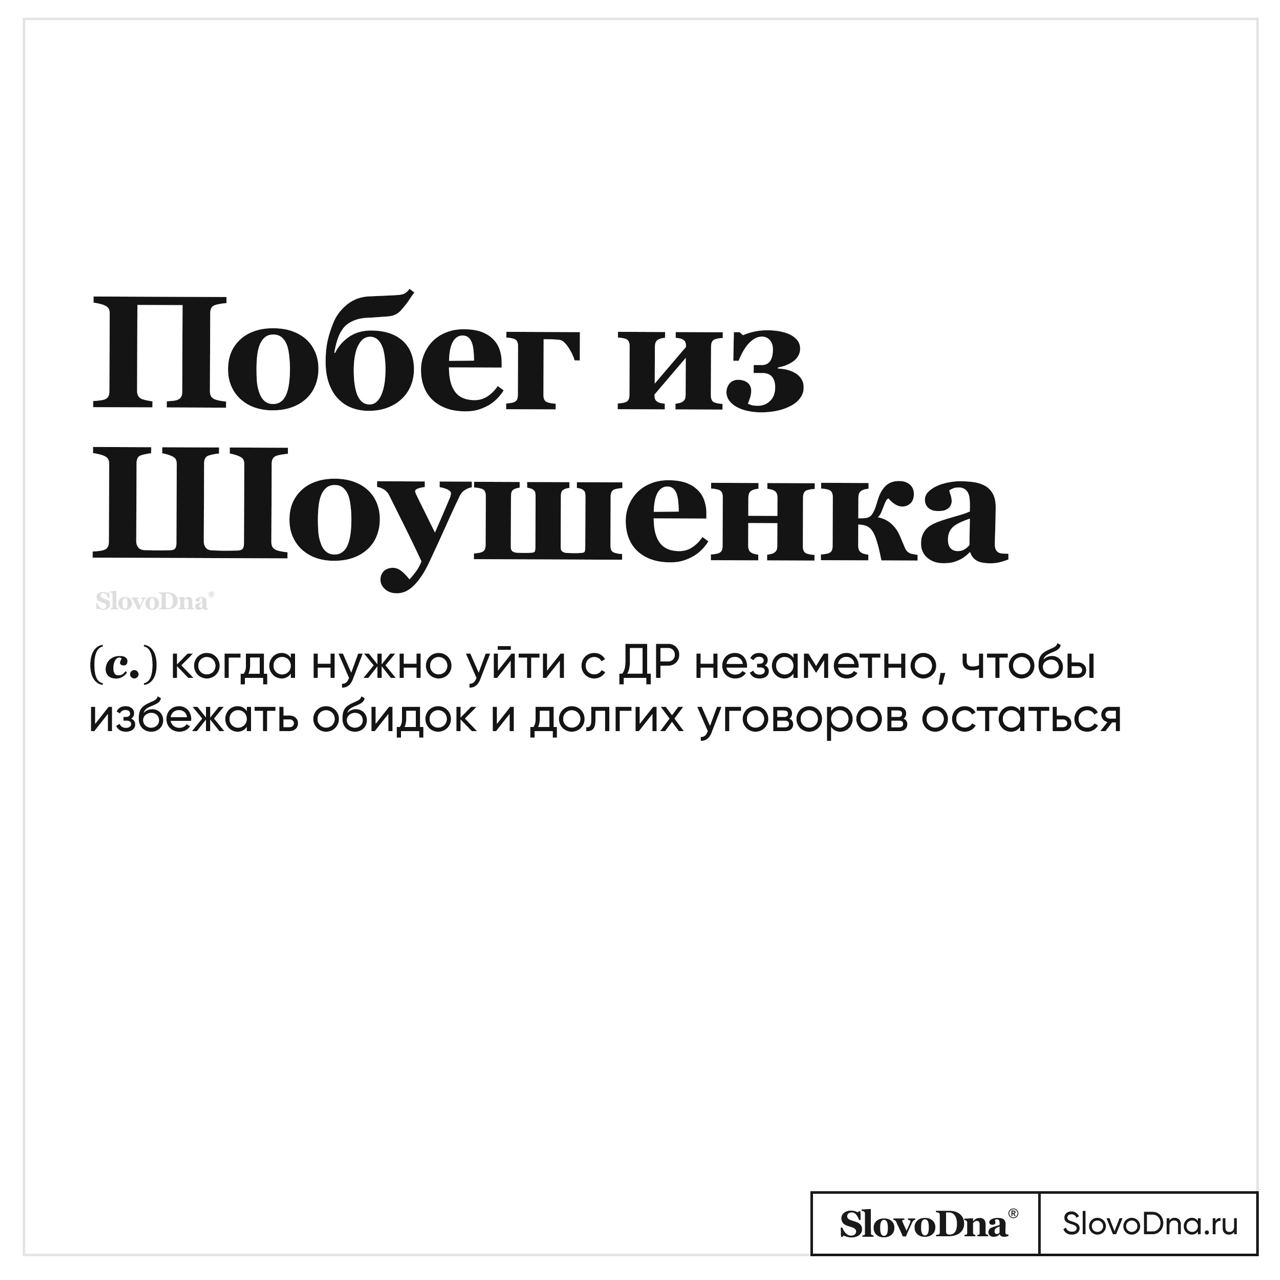 Побег из
Шоушенка
SlovoDna®
(с.) когда нужно уйти с ДР незаметно, чтобы
избежать обидок и долгих уговоров остаться
SlovoDna® SlovoDna.ru